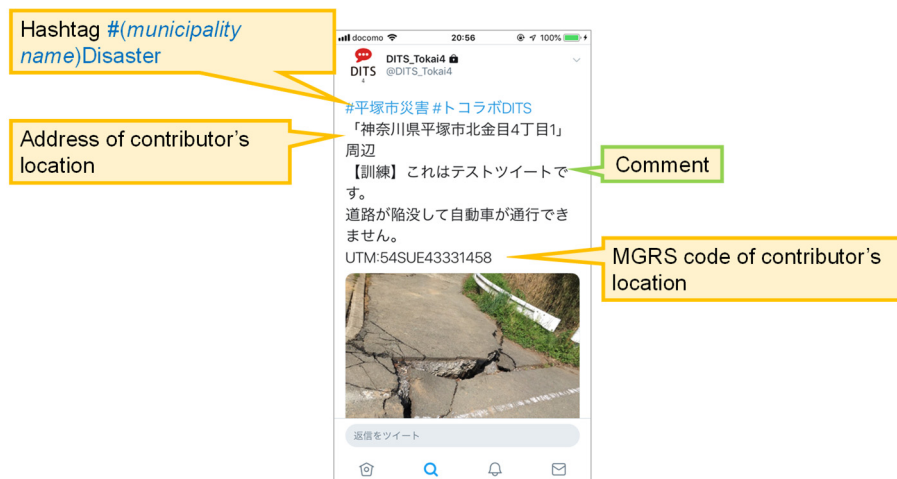 Hashtag #(municipality
name)Disaster
Address of contributor's
location
docomo 20:56 100%
DITS
4
DITS_Tokai4
@DITS_Tokai4
#平塚市災害 #トコラボDITS
「神奈川県平塚市北金目4丁目1」
周辺
【訓練】これはテストツイートで
す。
道路が陥没して自動車が通行でき
ません。
UTM:54SUE43331458
Comment
MGRS code of contributor's
location
返信をツイート